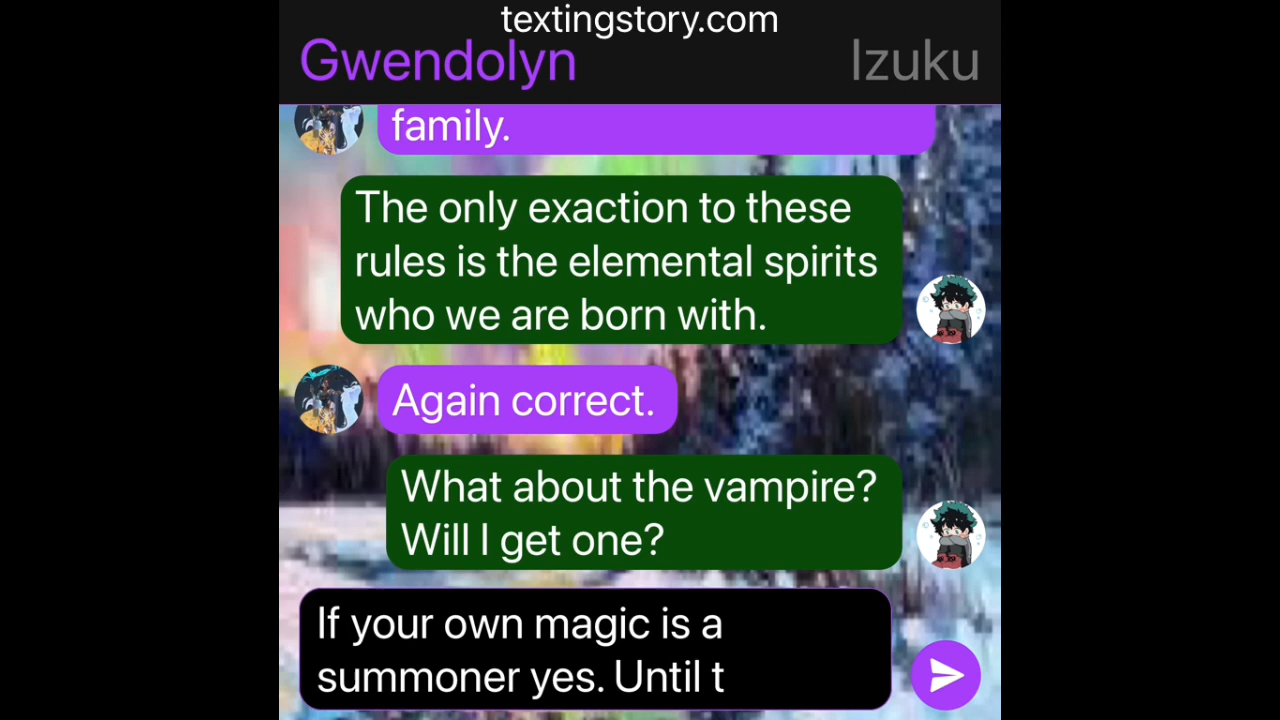 textingstory.com
Gwendolyn
Izuku
family.
The only exaction to these
rules is the elemental spirits
who we are born with.
Again correct.
What about the vampire?
Will I get one?
If your own magic is a
summoner yes. Until t